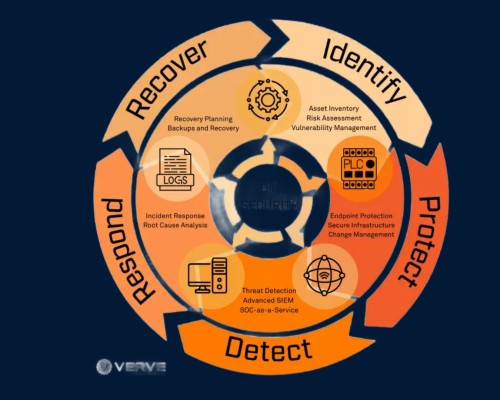 Recover
Identify
Asset Inventory
Risk Assessment
Vulnerability Management
Recovery Planning
Backups and Recovery
LOGS
PLC
SECURITY
Incident Response
Root Cause Analysis
Endpoint Protection
Secure Infrastructure
Change Management
Respond
Protect
Threat Detection
Advanced SIEM
SOC-as-a-Service
Detect
VERVE